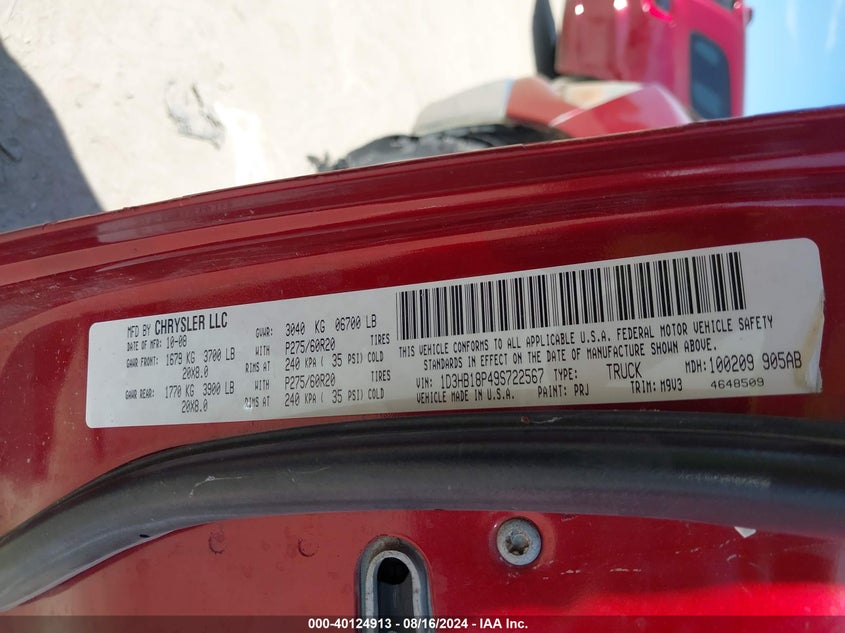 MFD BY CHRYSLER LLC
DATE OF MFR: 10-08 GVWR: 3040 KG 06700 LB
GAWR FRONT: 1679 KG 3700 LB WITH P275/60R20 TIRES
20X8.0 RIMS AT 240 KPA ( 35 PSI) COLD
GAWR REAR: 1770 KG 3900 LB WITH P275/60R20 TIRES
20X8.0 RIMS AT 240 KPA ( 35 PSI) COLD
THIS VEHICLE CONFORMS TO ALL APPLICABLE U.S.A. FEDERAL MOTOR VEHICLE SAFETY
STANDARDS IN EFFECT ON THE DATE OF MANUFACTURE SHOWN ABOVE.
VIN: 1D3HB18P49S722567 TYPE: TRUCK MDH: 100209 905AB
VEHICLE MADE IN U.S.A. PAINT: PRJ TRIM: M9V3 4648509
000-40124913 - 08/16/2024 - IAA Inc.